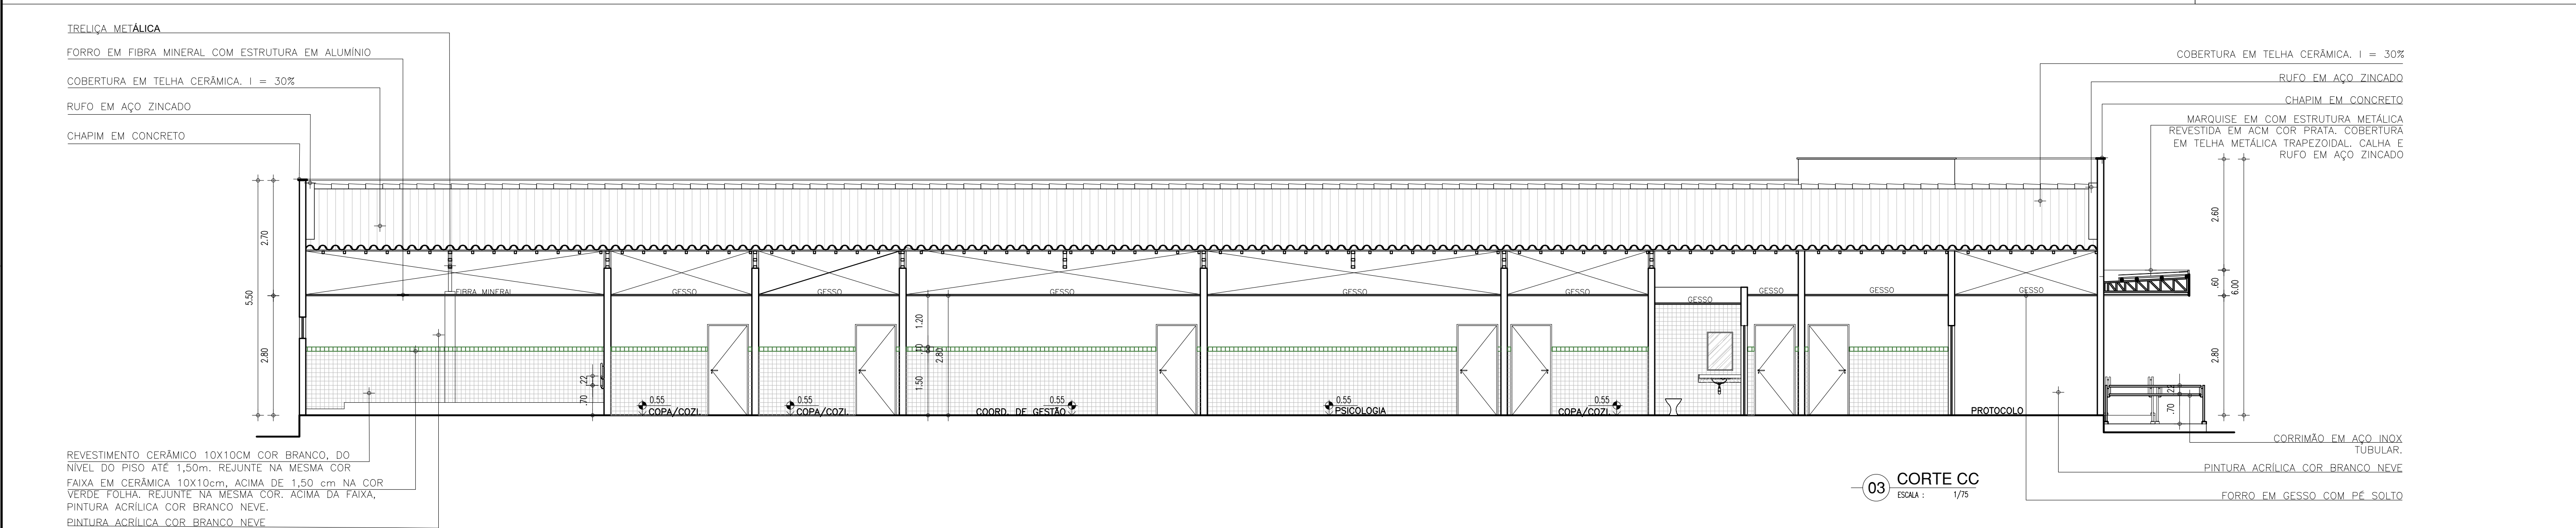 TRELIÇA METÁLICA
FORRO EM FIBRA MINERAL COM ESTRUTURA EM ALUMÍNIO
COBERTURA EM TELHA CERÂMICA. I = 30%
RUFO EM AÇO ZINCADO
CHAPIM EM CONCRETO
COBERTURA EM TELHA CERÂMICA. I = 30%
RUFO EM AÇO ZINCADO
CHAPIM EM CONCRETO
MARQUISE EM COM ESTRUTURA METÁLICA
REVESTIDA EM ACM COR PRATA. COBERTURA
EM TELHA METÁLICA TRAPEZOIDAL. CALHA E
RUFO EM AÇO ZINCADO
5.50
2.70
2.80
FIBRA MINERAL
GESSO
GESSO
GESSO
GESSO
GESSO
GESSO
GESSO
GESSO
GESSO
1.20
.10
2.80
1.50
.22
.70
0.55
COPA/COZI.
0.55
COPA/COZI.
0.55
COORD. DE GESTÃO
0.55
PSICOLOGIA
0.55
COPA/COZI.
PROTOCOLO
2.60
.60
6.00
2.80
.22
.70
REVESTIMENTO CERÂMICO 10X10CM COR BRANCO, DO
NÍVEL DO PISO ATÉ 1,50m. REJUNTE NA MESMA COR
FAIXA EM CERÂMICA 10X10cm, ACIMA DE 1,50 cm NA COR
VERDE FOLHA. REJUNTE NA MESMA COR. ACIMA DA FAIXA,
PINTURA ACRÍLICA COR BRANCO NEVE.
PINTURA ACRÍLICA COR BRANCO NEVE
03
CORTE CC
ESCALA : 1/75
CORRIMÃO EM AÇO INOX
TUBULAR.
PINTURA ACRÍLICA COR BRANCO NEVE
FORRO EM GESSO COM PÉ SOLTO